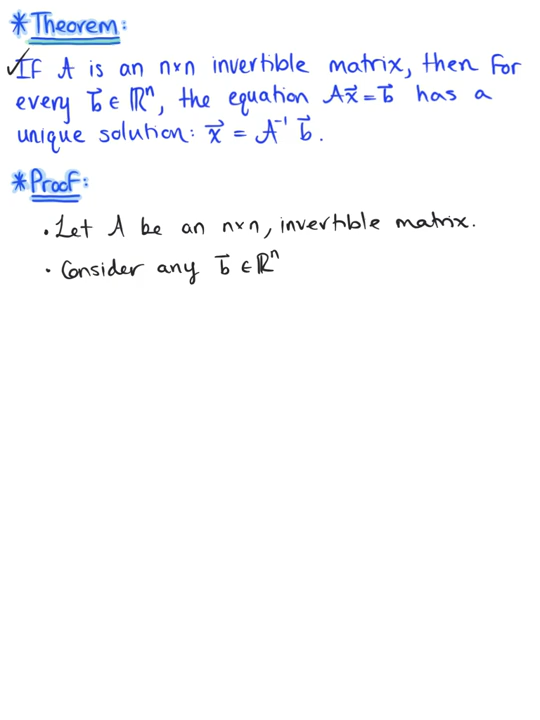 *Theorem:
✓If A is an n×n invertible matrix, then for
every b⃗ ∈ ℝⁿ, the equation Ax⃗ = b⃗ has a
unique solution: x⃗ = A⁻¹ b⃗.
*Proof:
• Let A be an n×n, invertible matrix.
• Consider any b⃗ ∈ ℝⁿ